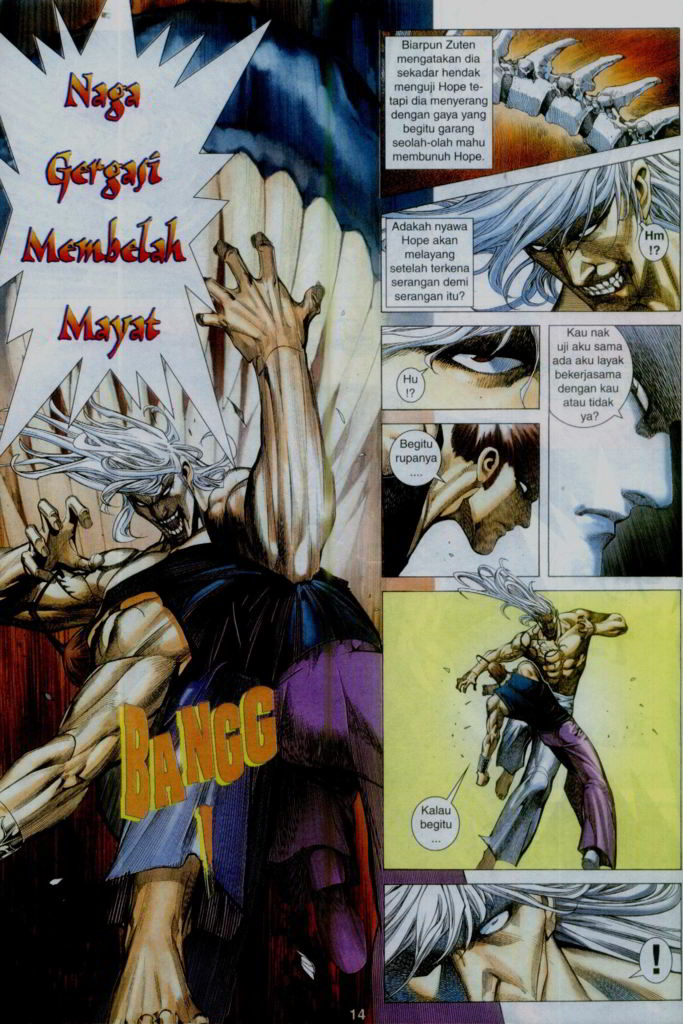 Naga
Gergasi
Membelah
Mayat
BANGG
!
Biarpun Zuten
mengatakan dia
sekadar hendak
menguji Hope te-
tapi dia menyerang
dengan gaya yang
begitu garang
seolah-olah mahu
membunuh Hope.
Adakah nyawa
Hope akan
melayang
setelah terkena
serangan demi
serangan itu?
Hm
!?
Hu
!?
Kau nak
uji aku sama
ada aku layak
bekerjasama
dengan kau
atau tidak
ya?
Begitu
rupanya
....
Kalau
begitu
...
!
14